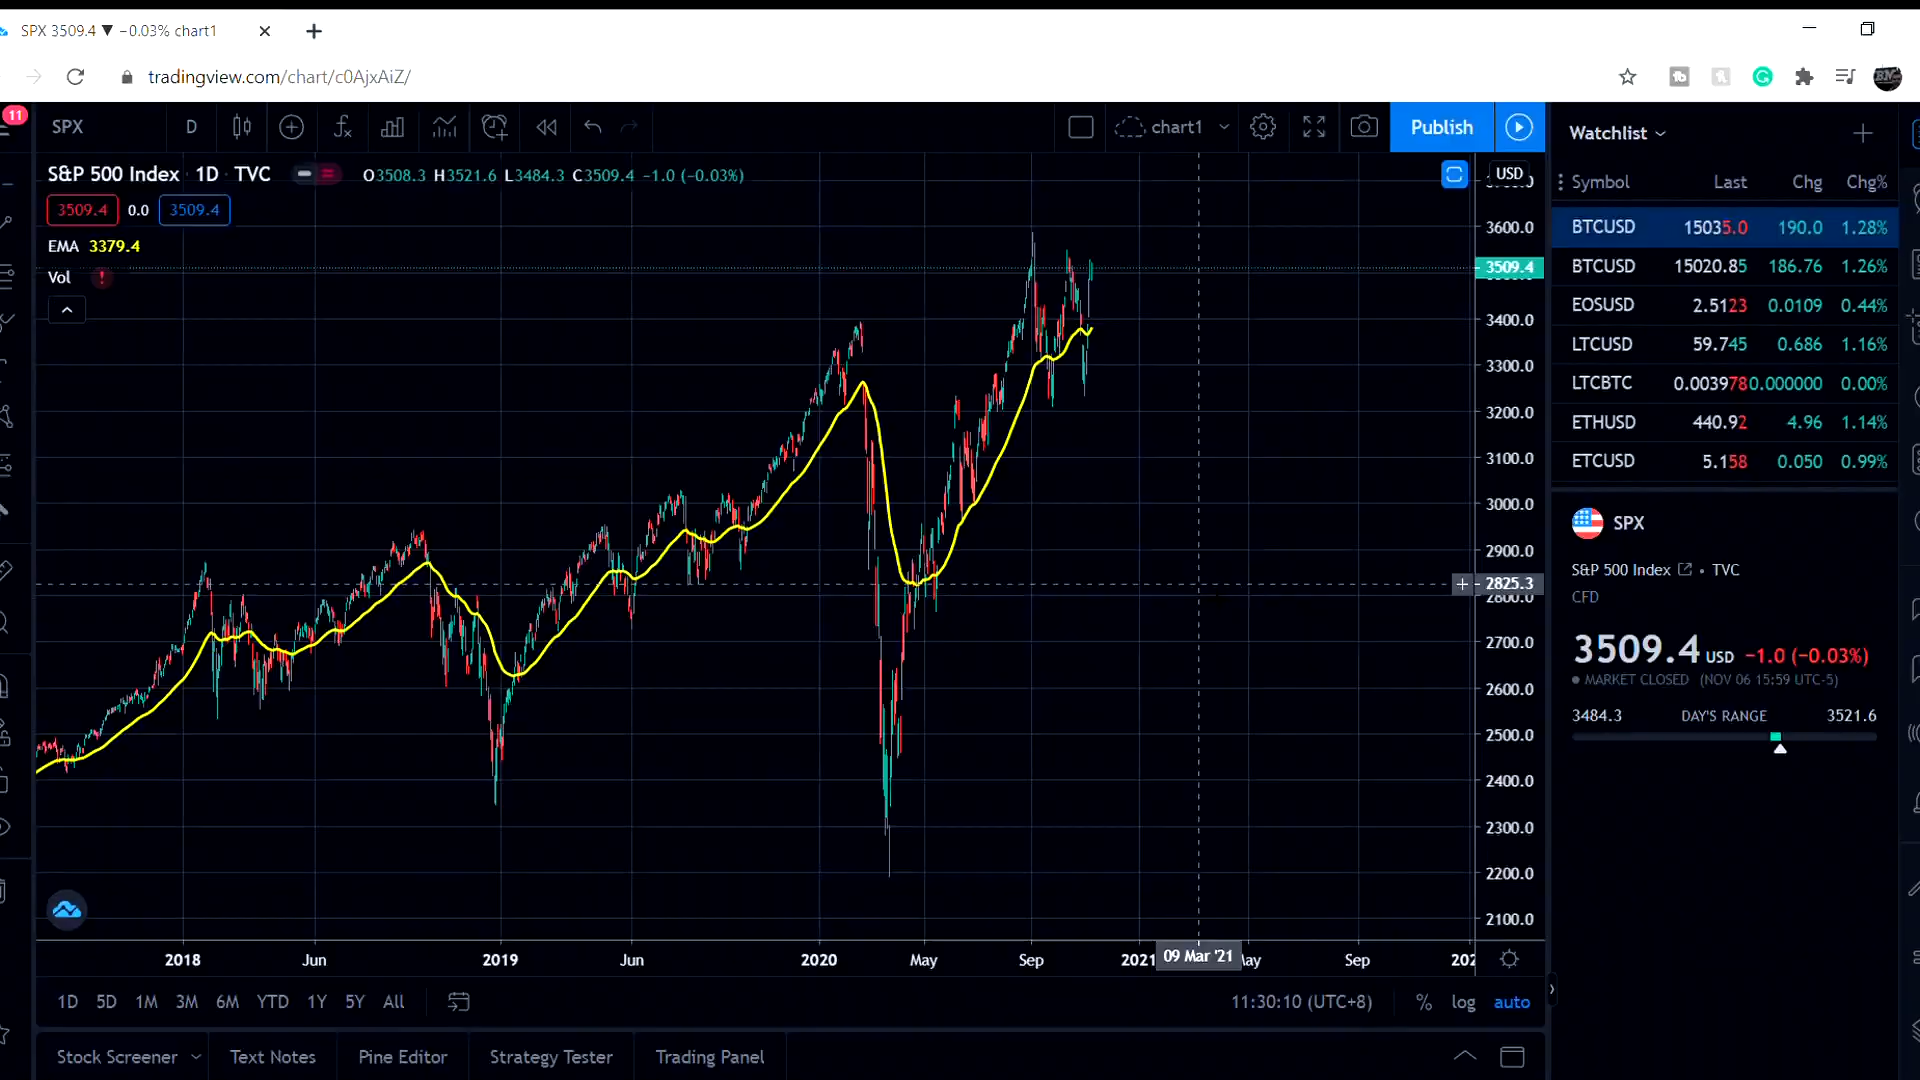 SPX 3509.4 ▼ −0.03% chart1
tradingview.com/chart/c0AjxAiZ/
11
SPX D chart1 Publish
S&P 500 Index 1D TVC O3508.3 H3521.6 L3484.3 C3509.4 −1.0 (−0.03%)
3509.4 0.0 3509.4
EMA 3379.4
Vol !
USD
3600.0
3509.4
3400.0
3300.0
3200.0
3100.0
3000.0
2900.0
2825.3
2800.0
2700.0
2600.0
2500.0
2400.0
2300.0
2200.0
2100.0
2018 Jun 2019 Jun 2020 May Sep 2021 09 Mar '21 Sep
1D 5D 1M 3M 6M YTD 1Y 5Y All 11:30:10 (UTC+8) % log auto
Stock Screener Text Notes Pine Editor Strategy Tester Trading Panel
Watchlist
Symbol Last Chg Chg%
BTCUSD 15035.0 190.0 1.28%
BTCUSD 15020.85 186.76 1.26%
EOSUSD 2.5123 0.0109 0.44%
LTCUSD 59.745 0.686 1.16%
LTCBTC 0.003978 0.000000 0.00%
ETHUSD 440.92 4.96 1.14%
ETCUSD 5.158 0.050 0.99%
SPX
S&P 500 Index • TVC
CFD
3509.4 USD −1.0 (−0.03%)
MARKET CLOSED (NOV 06 15:59 UTC-5)
3484.3 DAY'S RANGE 3521.6